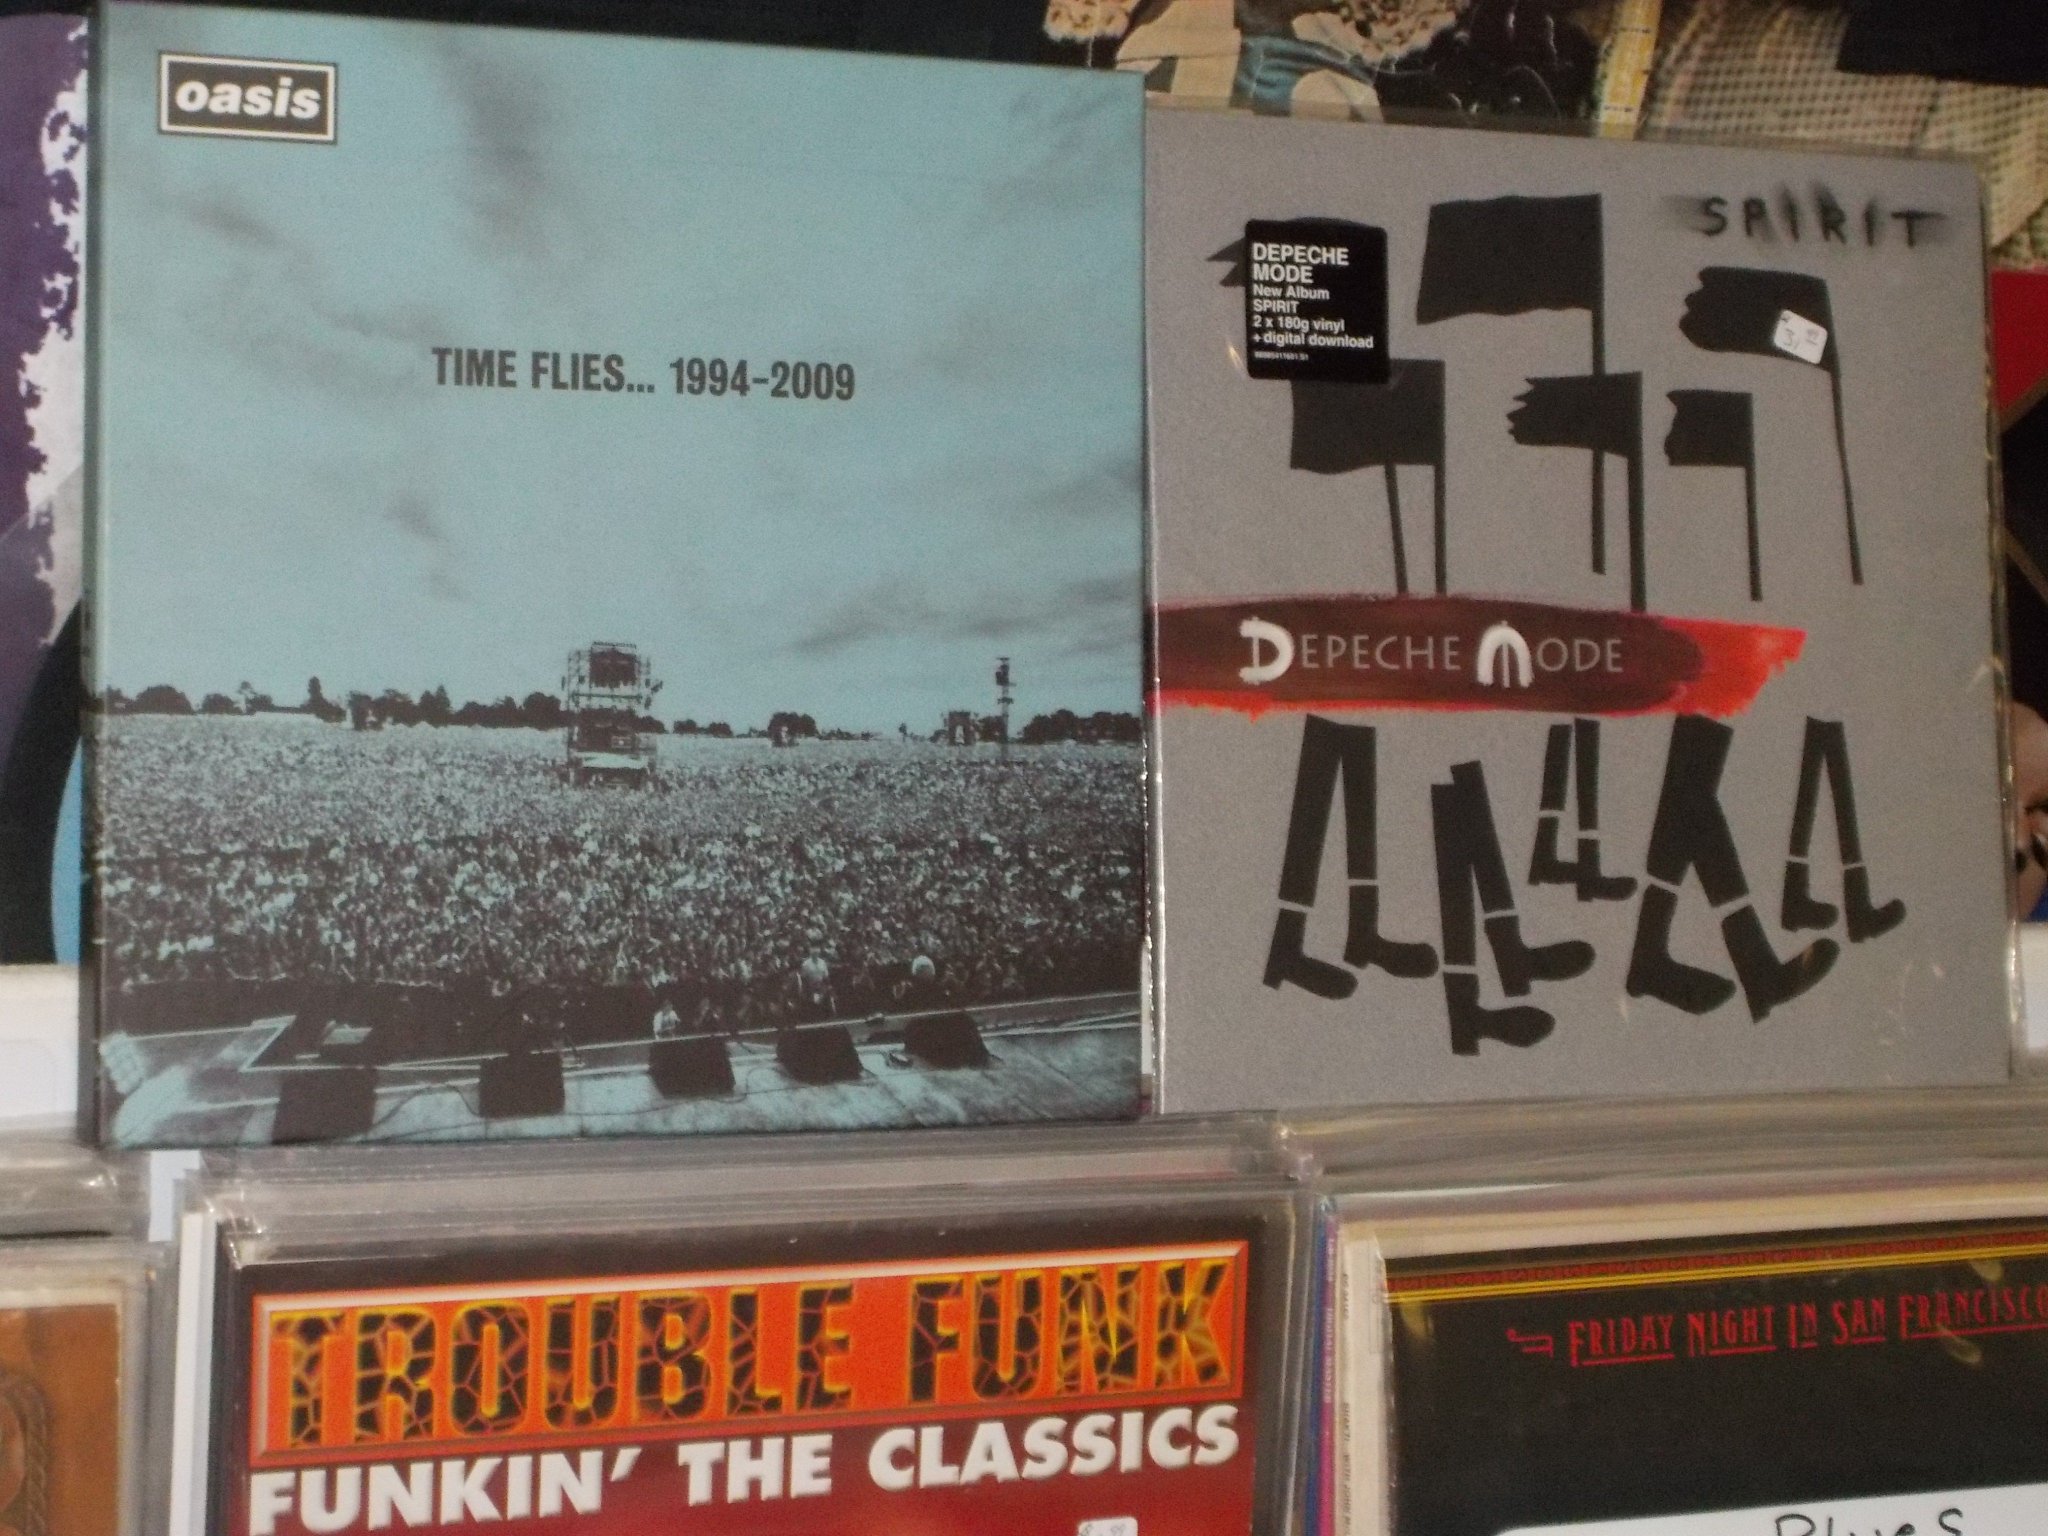 oasis
TIME FLIES... 1994-2009
SPIRIT
DEPECHE
MODE
New Album
SPIRIT
2 x 180g vinyl
+ digital download
DEPECHE MODE
TROUBLE FUNK
FUNKIN' THE CLASSICS
FRIDAY NIGHT IN SAN FRANCISCO
Blues